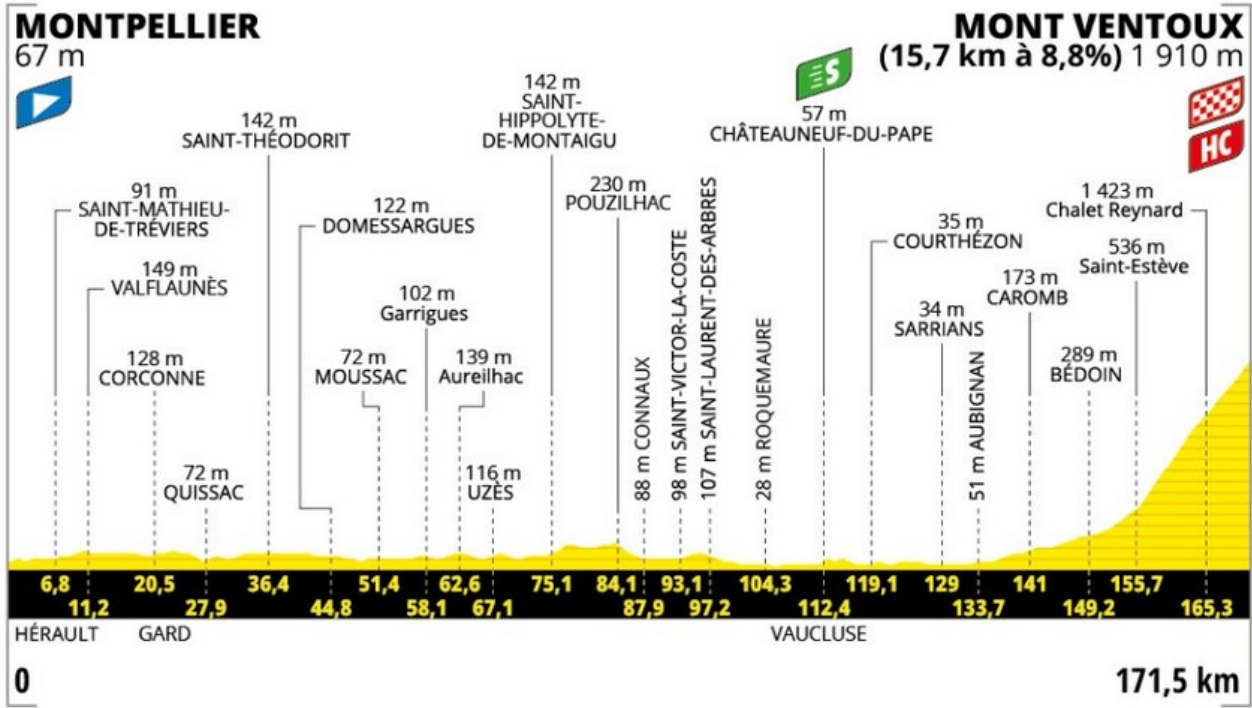 MONTPELLIER
67 m
MONT VENTOUX
(15,7 km à 8,8%) 1 910 m
HC
S
57 m
CHÂTEAUNEUF-DU-PAPE
142 m
SAINT-
HIPPOLYTE-
DE-MONTAIGU
142 m
SAINT-THÉODORIT
91 m
SAINT-MATHIEU-
DE-TRÉVIERS
149 m
VALFLAUNÈS
128 m
CORCONNE
72 m
QUISSAC
122 m
DOMESSARGUES
102 m
Garrigues
72 m
MOUSSAC
139 m
Aureilhac
116 m
UZÈS
230 m
POUZILHAC
88 m CONNAUX
98 m SAINT-VICTOR-LA-COSTE
107 m SAINT-LAURENT-DES-ARBRES
28 m ROQUEMAURE
35 m
COURTHÉZON
34 m
SARRIANS
51 m AUBIGNAN
173 m
CAROMB
289 m
BÉDOIN
536 m
Saint-Estève
1 423 m
Chalet Reynard
6,8 20,5 36,4 51,4 62,6 75,1 84,1 93,1 104,3 119,1 129 141 155,7
11,2 27,9 44,8 58,1 67,1 87,9 97,2 112,4 133,7 149,2 165,3
HÉRAULT GARD VAUCLUSE
0 171,5 km